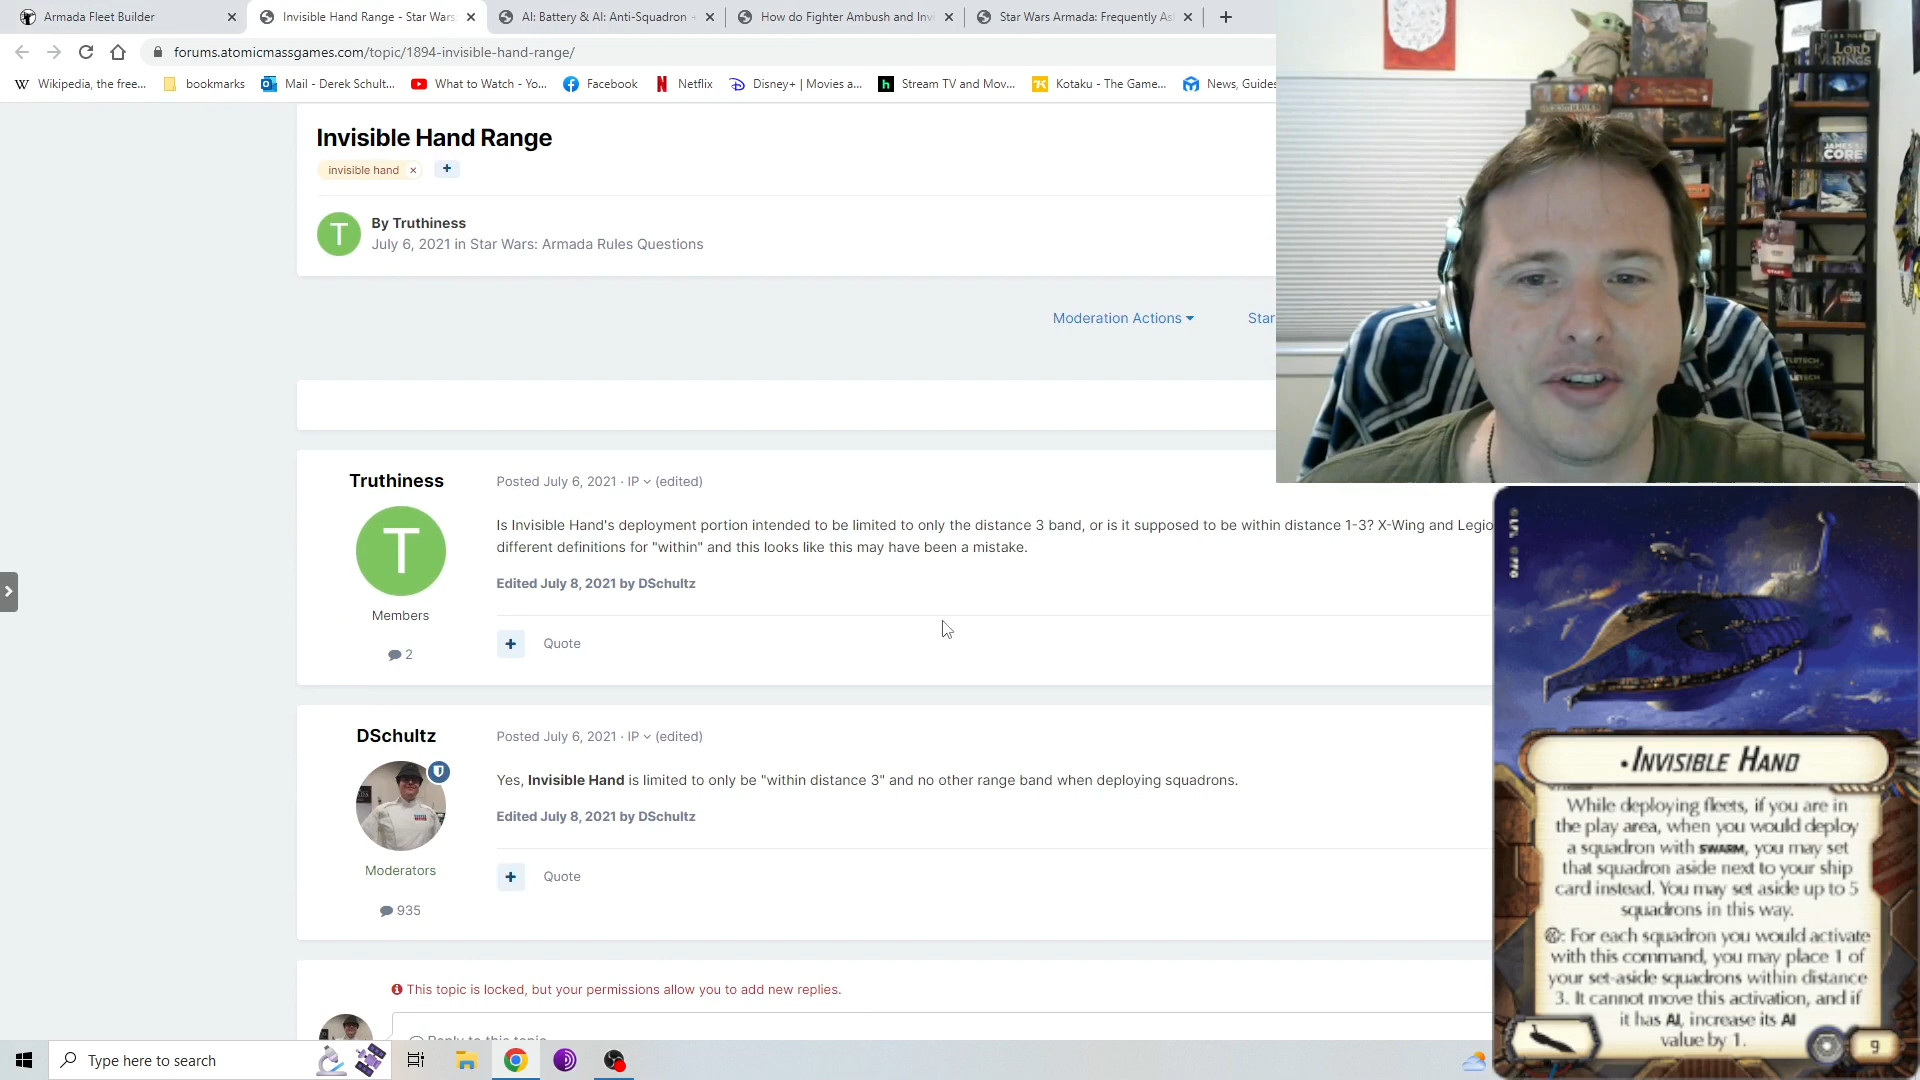 Armada Fleet Builder
Invisible Hand Range - Star Wars:
AI: Battery & AI: Anti-Squadron -
How do Fighter Ambush and Invi
Star Wars Armada: Frequently As
forums.atomicmassgames.com/topic/1894-invisible-hand-range/
Wikipedia, the free...
bookmarks
Mail - Derek Schult...
What to Watch - Yo...
Facebook
Netflix
Disney+ | Movies a...
Stream TV and Mov...
Kotaku - The Game...
News, Guides
Invisible Hand Range
invisible hand ×
+
T
By Truthiness
July 6, 2021 in Star Wars: Armada Rules Questions
Moderation Actions
Star
Truthiness
Posted July 6, 2021 · IP (edited)
T
Is Invisible Hand's deployment portion intended to be limited to only the distance 3 band, or is it supposed to be within distance 1-3? X-Wing and Legio
different definitions for "within" and this looks like this may have been a mistake.
Edited July 8, 2021 by DSchultz
Members
+ Quote
2
DSchultz
Posted July 6, 2021 · IP (edited)
Yes, Invisible Hand is limited to only be "within distance 3" and no other range band when deploying squadrons.
Edited July 8, 2021 by DSchultz
Moderators
+ Quote
935
This topic is locked, but your permissions allow you to add new replies.
Reply to this topic
Type here to search
LORD
RINGS
CORE
• INVISIBLE HAND
While deploying fleets, if you are in
the play area, when you would deploy
a squadron with SWARM, you may set
that squadron aside next to your ship
card instead. You may set aside up to 5
squadrons in this way.
: For each squadron you would activate
with this command, you may place 1 of
your set-aside squadrons within distance
3. It cannot move this activation, and if
it has AI, increase its AI
value by 1.
9